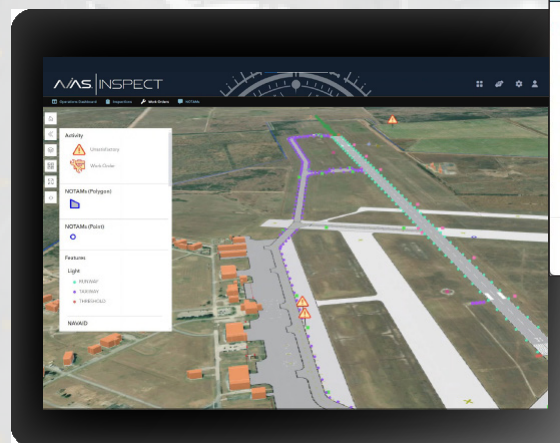 NAS INSPECT
Operations Dashboard Inspections Work Orders NOTAMs
Activity
Unsatisfactory
Work Order
NOTAMs (Polygon)
NOTAMs (Point)
Features
Light
RUNWAY
TAXIWAY
THRESHOLD
NAVAID